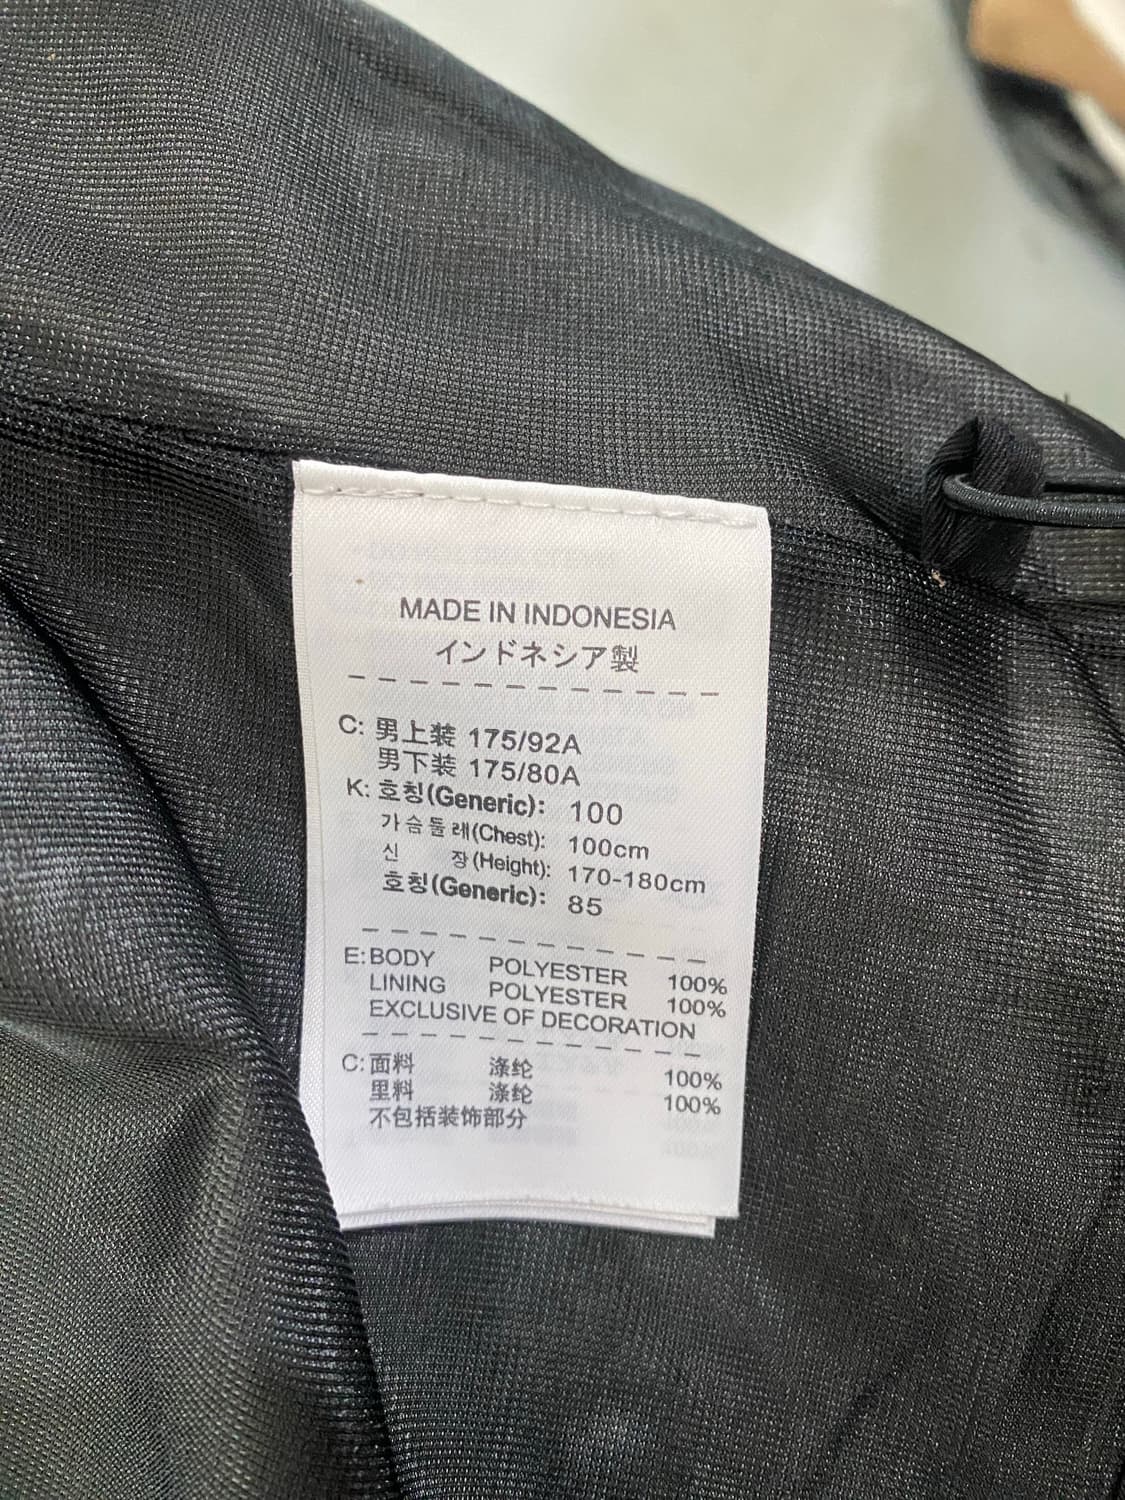 MADE IN INDONESIA
インドネシア製
C: 男上装 175/92A
男下装 175/80A
K: 호칭(Generic): 100
가슴둘레(Chest): 100cm
신 장(Height): 170-180cm
호칭(Generic): 85
E: BODY POLYESTER 100%
LINING POLYESTER 100%
EXCLUSIVE OF DECORATION
C: 面料 涤纶 100%
里料 涤纶 100%
不包括装饰部分